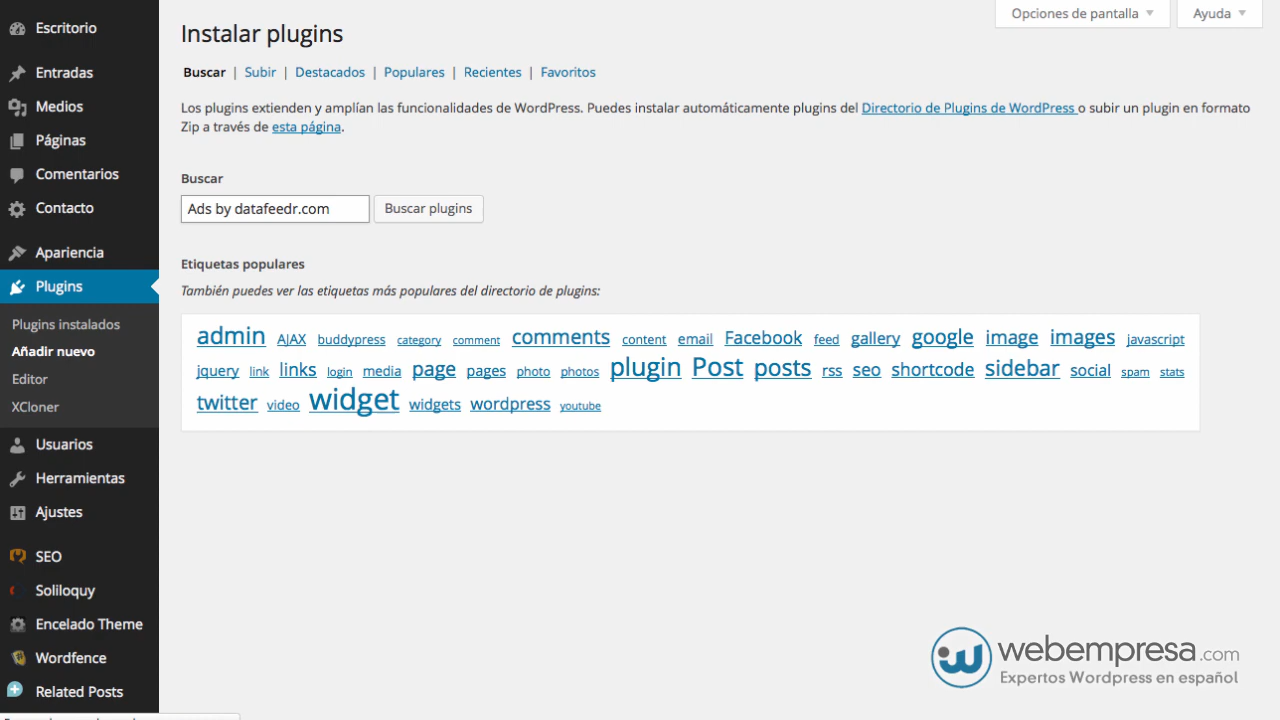 Escritorio
Entradas
Medios
Páginas
Comentarios
Contacto
Apariencia
Plugins
Plugins instalados
Añadir nuevo
Editor
XCloner
Usuarios
Herramientas
Ajustes
SEO
Soliloquy
Encelado Theme
Wordfence
Related Posts
Opciones de pantalla
Ayuda
Instalar plugins
Buscar | Subir | Destacados | Populares | Recientes | Favoritos
Los plugins extienden y amplían las funcionalidades de WordPress. Puedes instalar automáticamente plugins del Directorio de Plugins de WordPress o subir un plugin en formato
Zip a través de esta página.
Buscar
Ads by datafeedr.com Buscar plugins
Etiquetas populares
También puedes ver las etiquetas más populares del directorio de plugins:
admin AJAX buddypress category comment comments content email Facebook feed gallery google image images javascript
jquery link links login media page pages photo photos plugin Post posts rss seo shortcode sidebar social spam stats
twitter video widget widgets wordpress youtube
webempresa.com
Expertos Wordpress en español